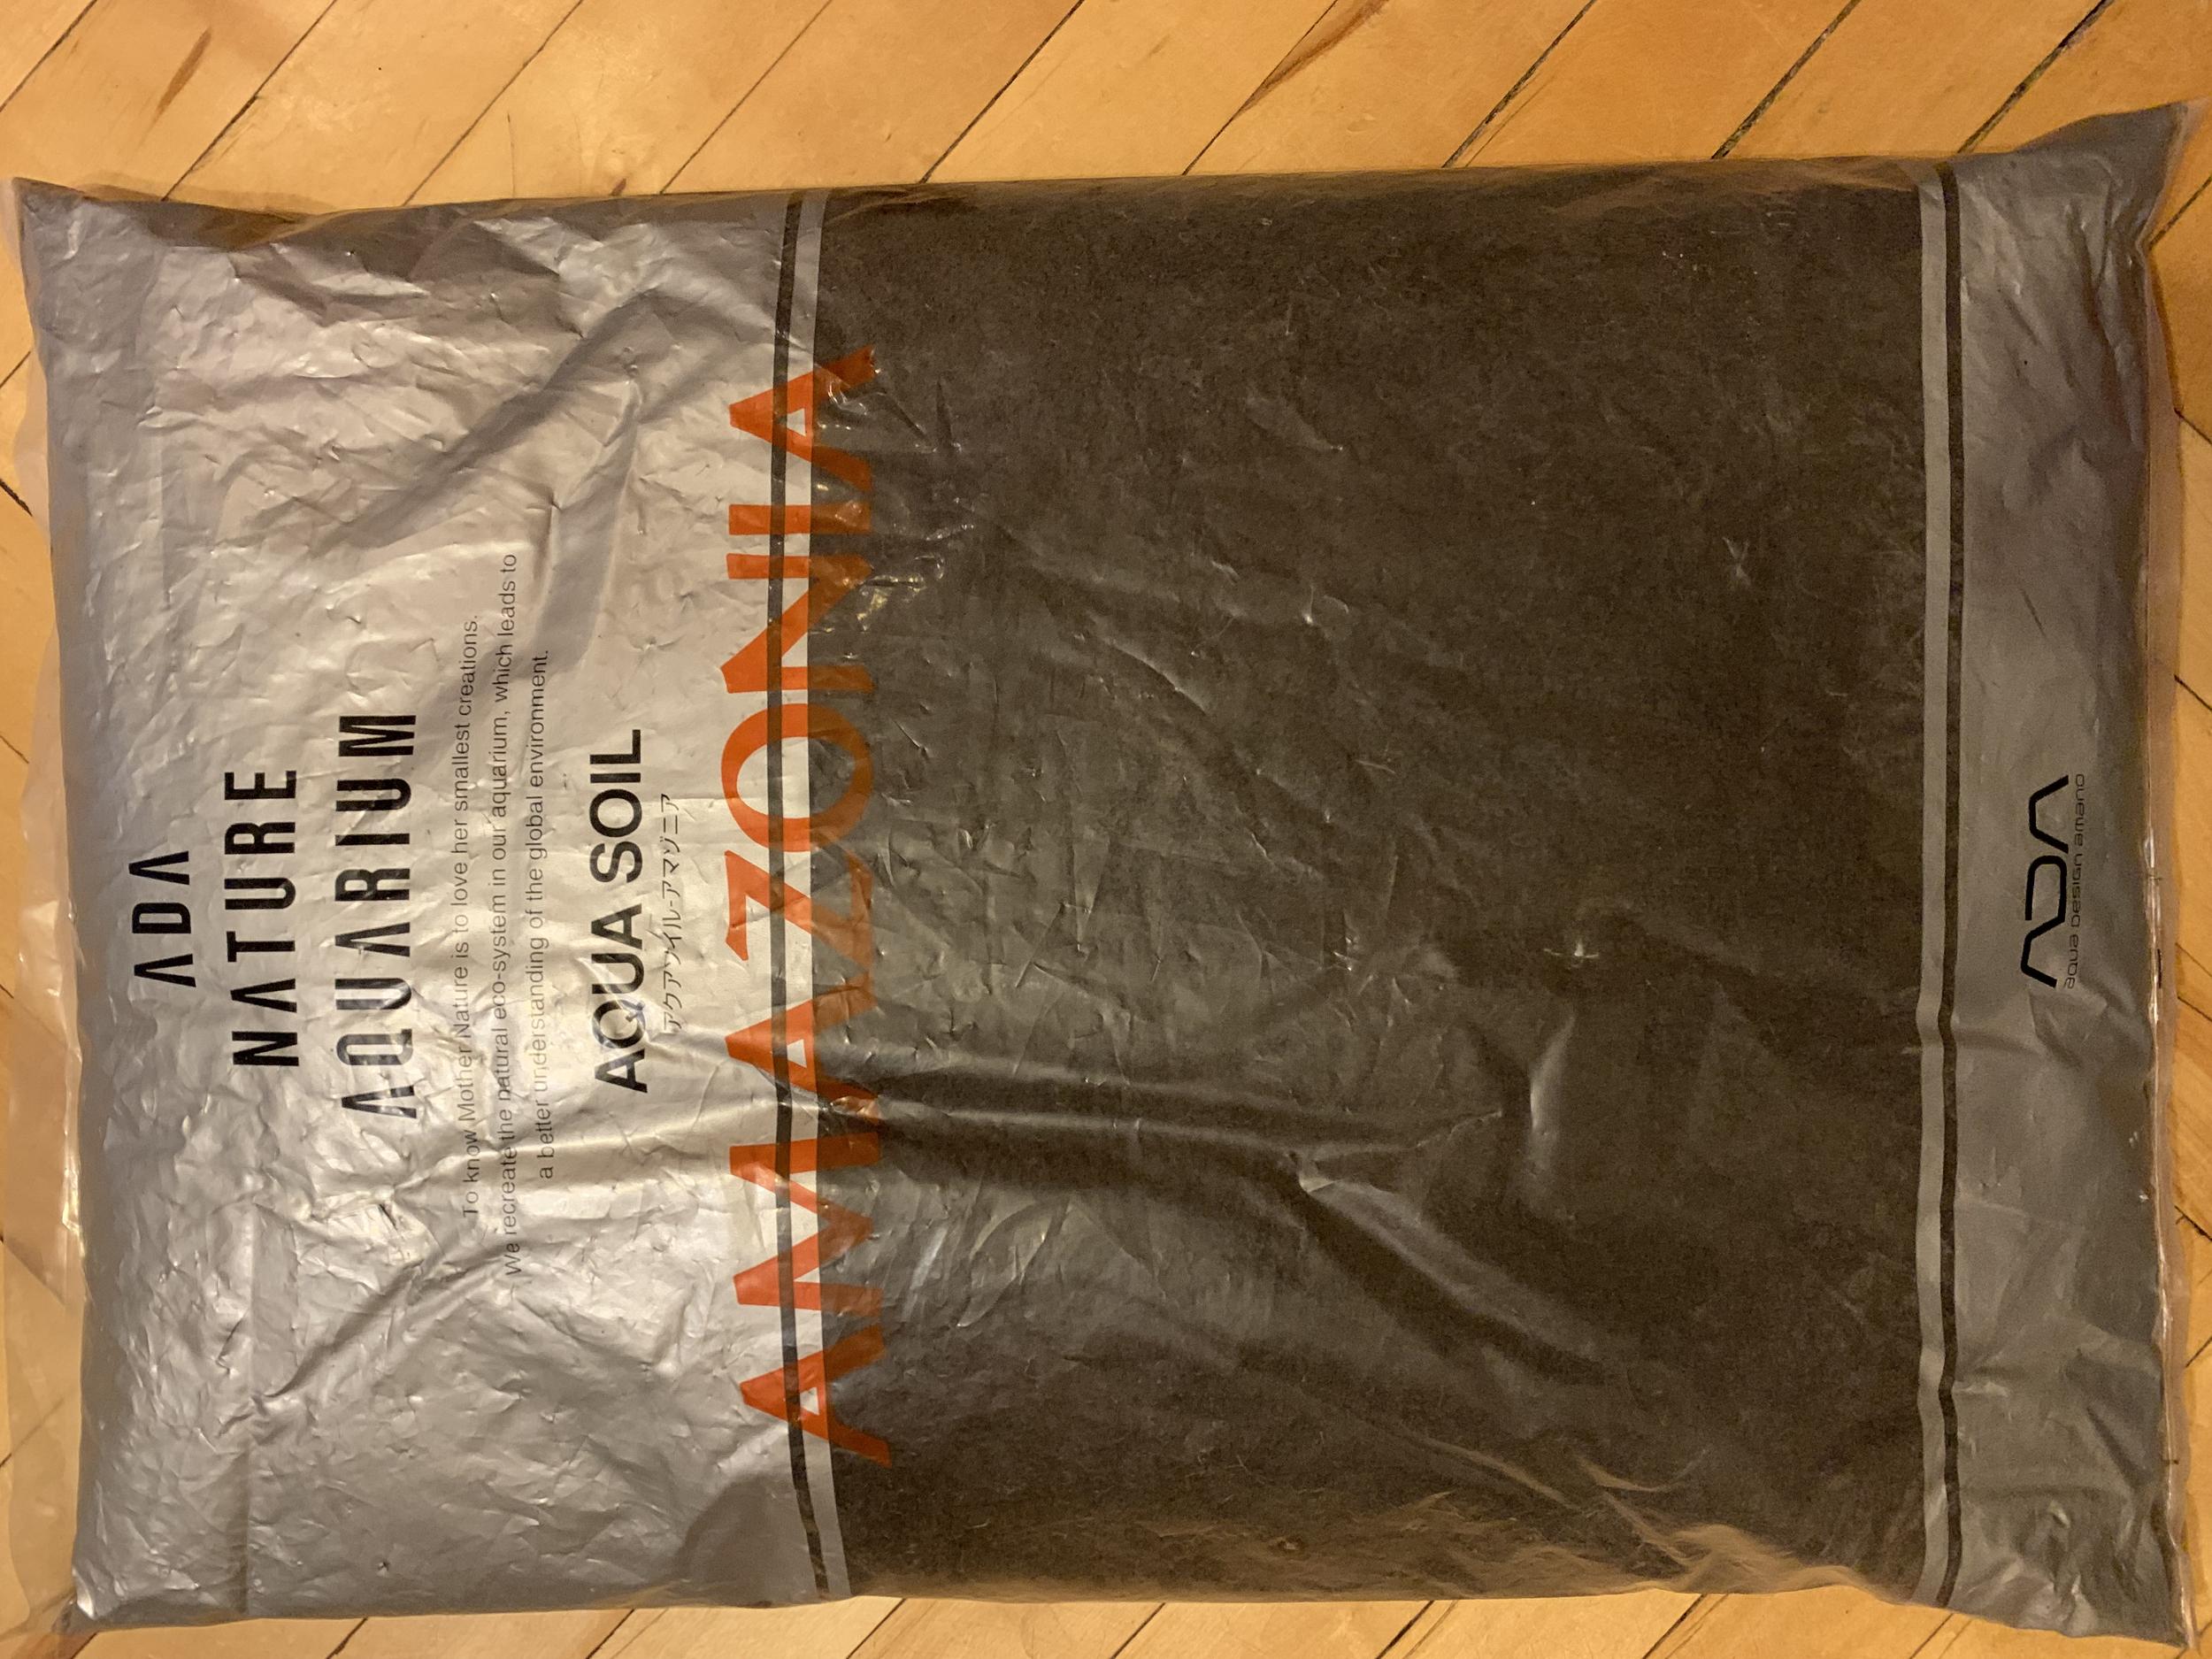 ADA
NATURE
AQUARIUM
To know Mother Nature is to love her smallest creations.
We recreate the natural eco-system in our aquarium, which leads to
a better understanding of the global environment.
AQUA SOIL
アクアソイル-アマゾニア
AMAZONIA
ADA
aqua design amano